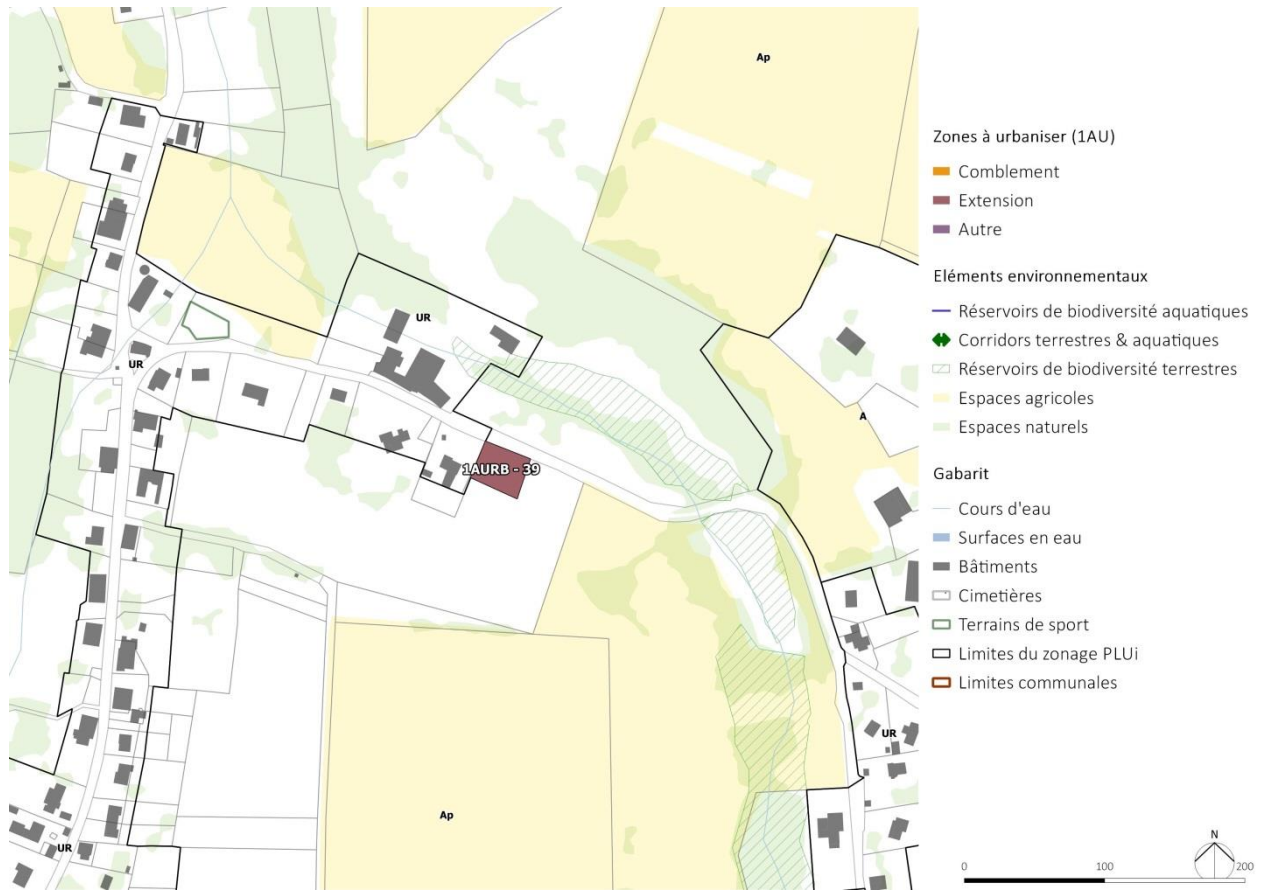 Ap
UR
UR
A
1AURB - 39
UR
Ap
UR
Zones à urbaniser (1AU)
Comblement
Extension
Autre
Eléments environnementaux
Réservoirs de biodiversité aquatiques
Corridors terrestres & aquatiques
Réservoirs de biodiversité terrestres
Espaces agricoles
Espaces naturels
Gabarit
Cours d'eau
Surfaces en eau
Bâtiments
Cimetières
Terrains de sport
Limites du zonage PLUi
Limites communales
N
0 100 200